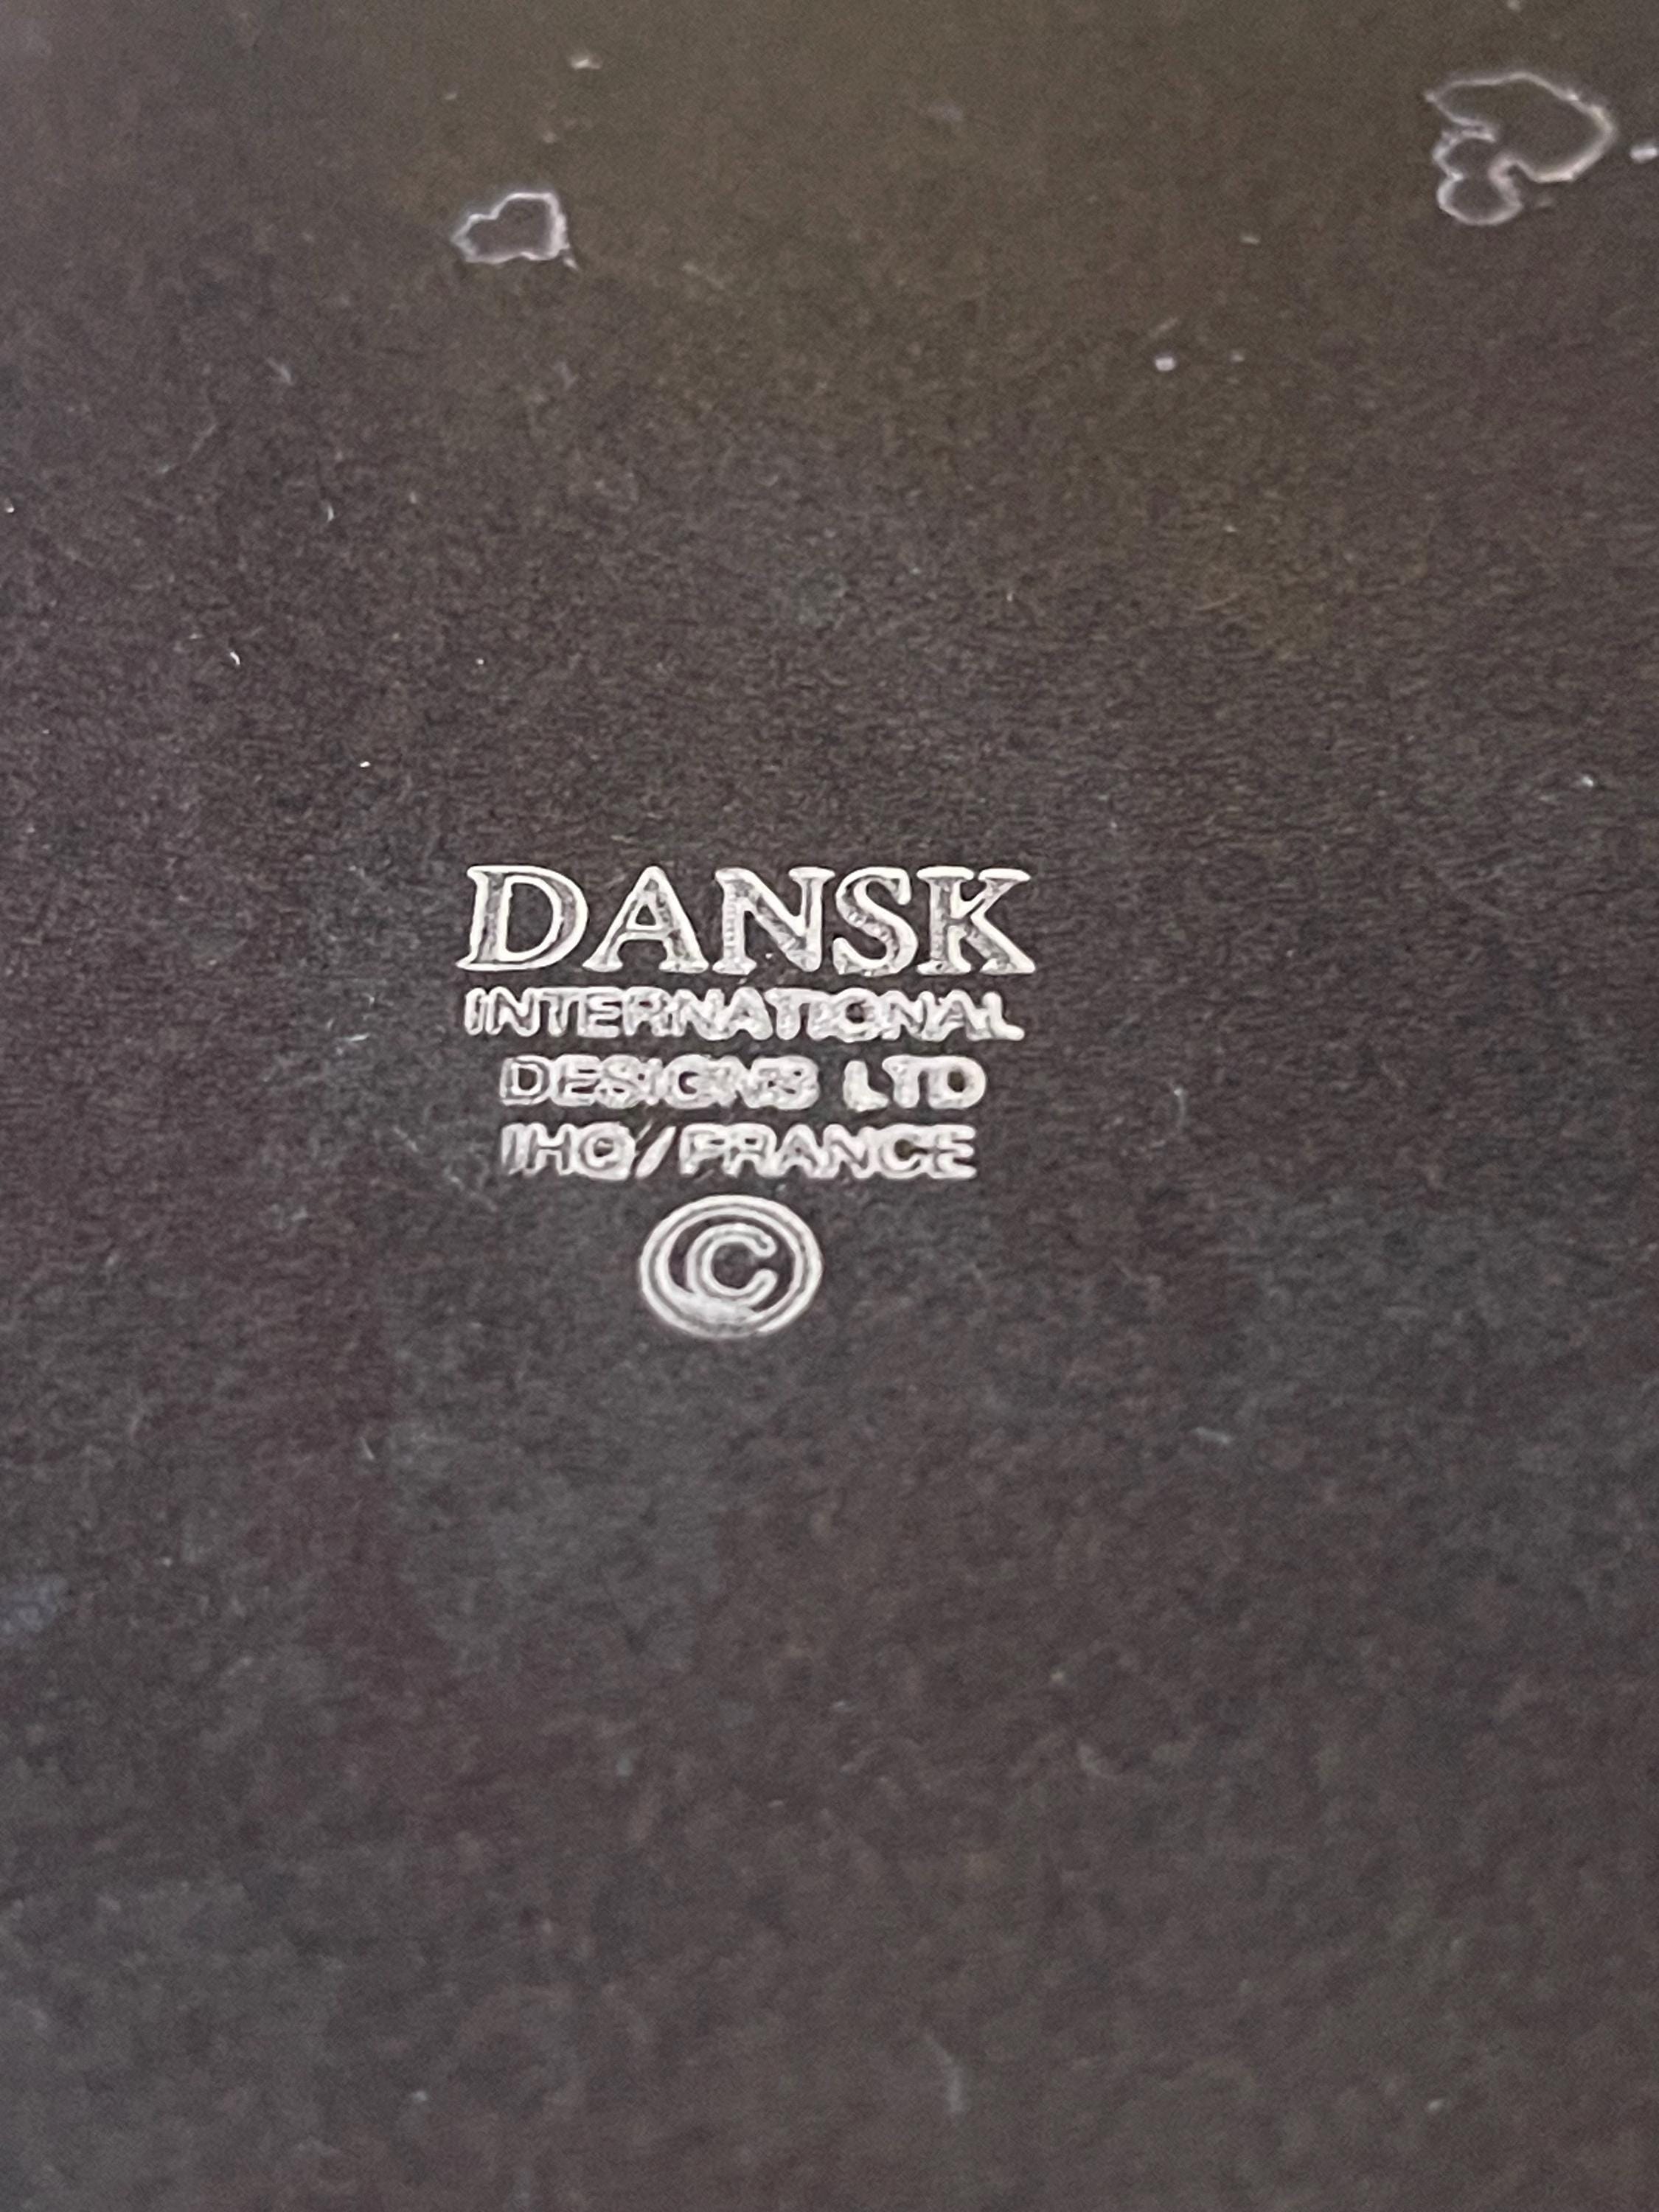 DANSK
INTERNATIONAL
DESIGNS LTD
IHQ/FRANCE
©